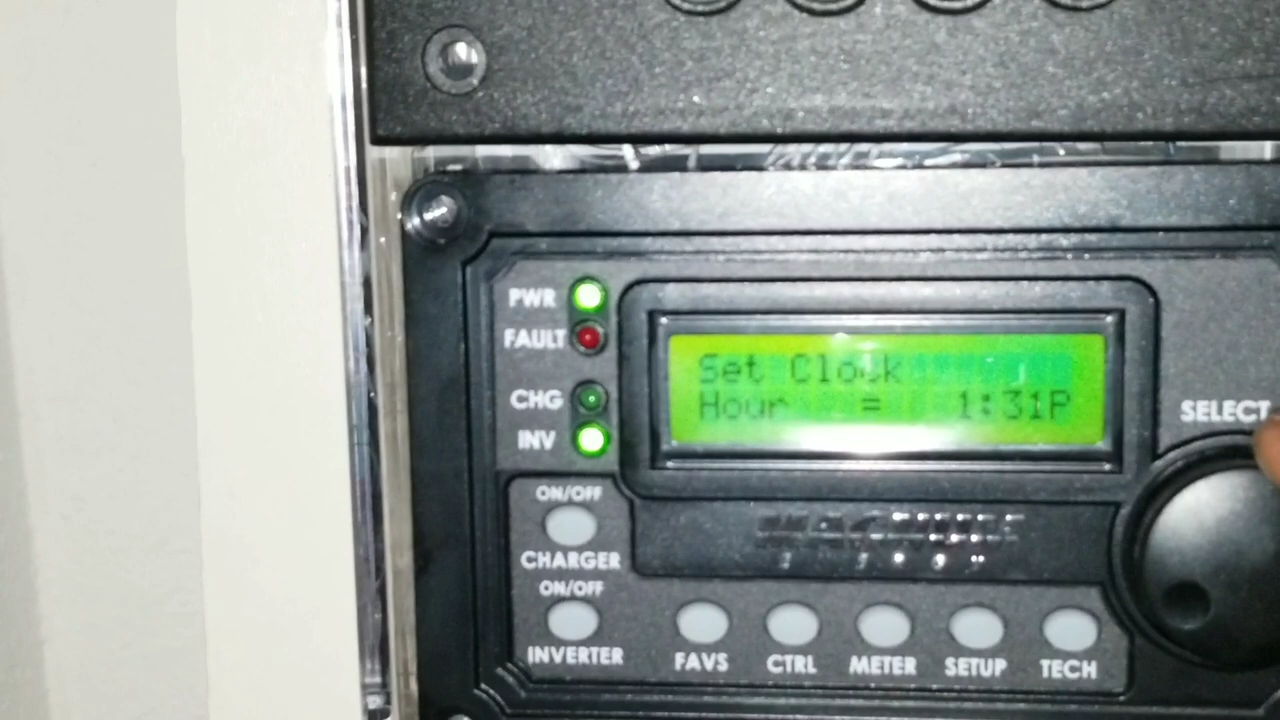 PWR
FAULT
CHG
INV
Set Clock
Hour = 1:31P
SELECT
ON/OFF
CHARGER
ON/OFF
INVERTER
MAGNUM
FAVS
CTRL
METER
SETUP
TECH